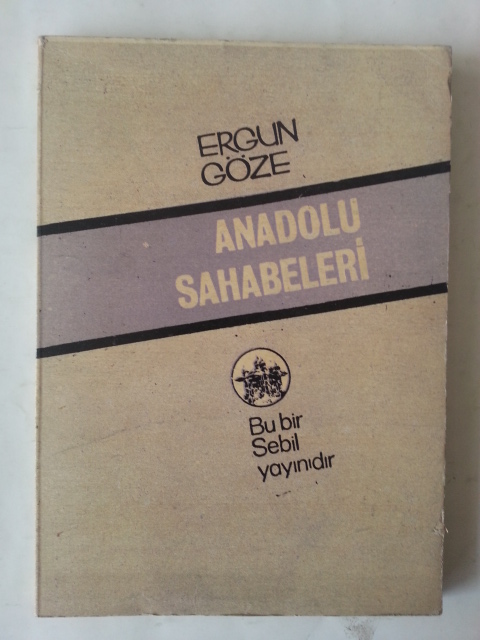 ERGUN
GÖZE
ANADOLU
SAHABELERİ
Bu bir
Sebil
yayınıdır